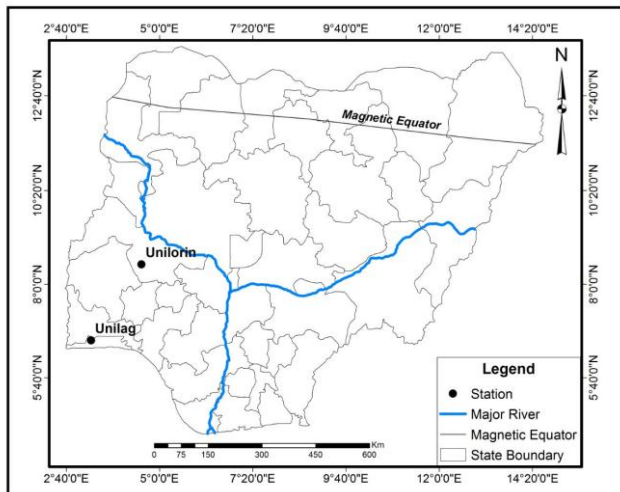 2°40'0"E 5°0'0"E 7°20'0"E 9°40'0"E 12°0'0"E 14°20'0"E
N
12°40'0"N 12°40'0"N
Magnetic Equator
10°20'0"N 10°20'0"N
Unilorin
8°0'0"N 8°0'0"N
Unilag
5°40'0"N 5°40'0"N
Legend
Station
Major River
Magnetic Equator
State Boundary
Km
0 75 150 300 450 600
2°40'0"E 5°0'0"E 7°20'0"E 9°40'0"E 12°0'0"E 14°20'0"E